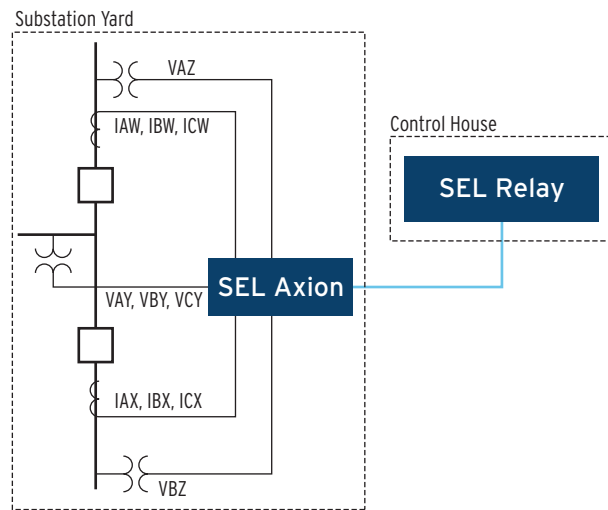 Substation Yard
VAZ
IAW, IBW, ICW
Control House
SEL Relay
SEL Axion
VAY, VBY, VCY
IAX, IBX, ICX
VBZ